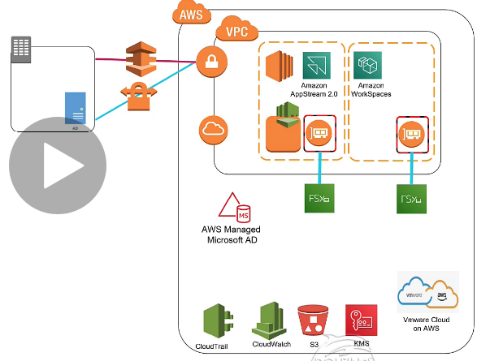 AWS
VPC
Amazon
AppStream 2.0
Amazon
WorkSpaces
AD
FSx
FSx
MS
AWS Managed
Microsoft AD
vmware
aws
Vmware Cloud
on AWS
CloudTrail
CloudWatch
S3
KMS